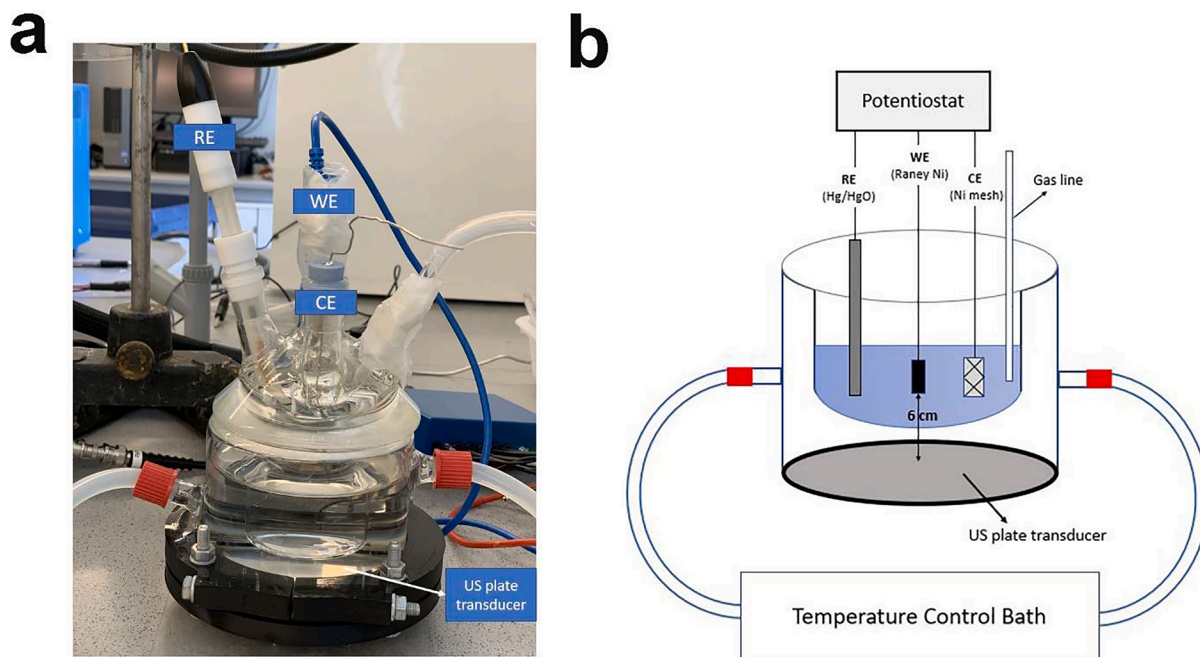 a
RE
WE
CE
US plate
transducer
b
Potentiostat
RE
(Hg/HgO)
WE
(Raney Ni)
CE
(Ni mesh)
Gas line
6 cm
US plate transducer
Temperature Control Bath